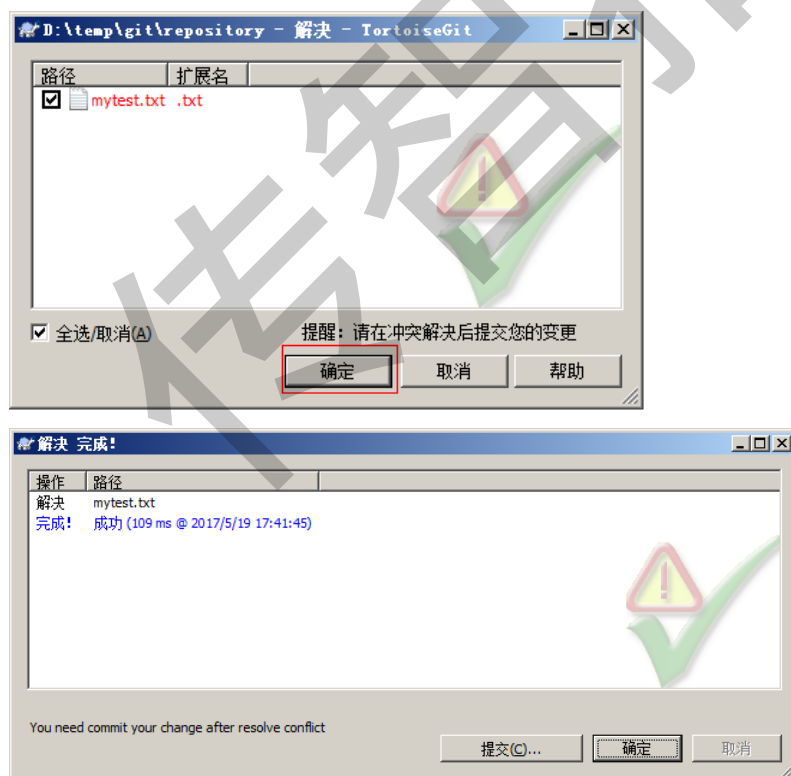 D:\temp\git\repository - 解决 - TortoiseGit
路径 扩展名
mytest.txt .txt
全选/取消(A) 提醒：请在冲突解决后提交您的变更
确定 取消 帮助
解决 完成!
操作 路径
解决 mytest.txt
完成! 成功 (109 ms @ 2017/5/19 17:41:45)
You need commit your change after resolve conflict
提交(C)... 确定 取消
传智